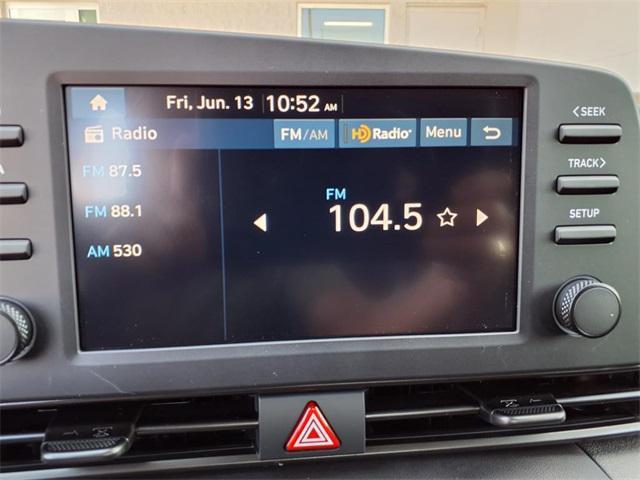 Fri, Jun. 13 10:52 AM
Radio FM/AM HD Radio Menu
FM 87.5
FM 88.1
AM 530
FM
104.5
<SEEK
TRACK>
SETUP